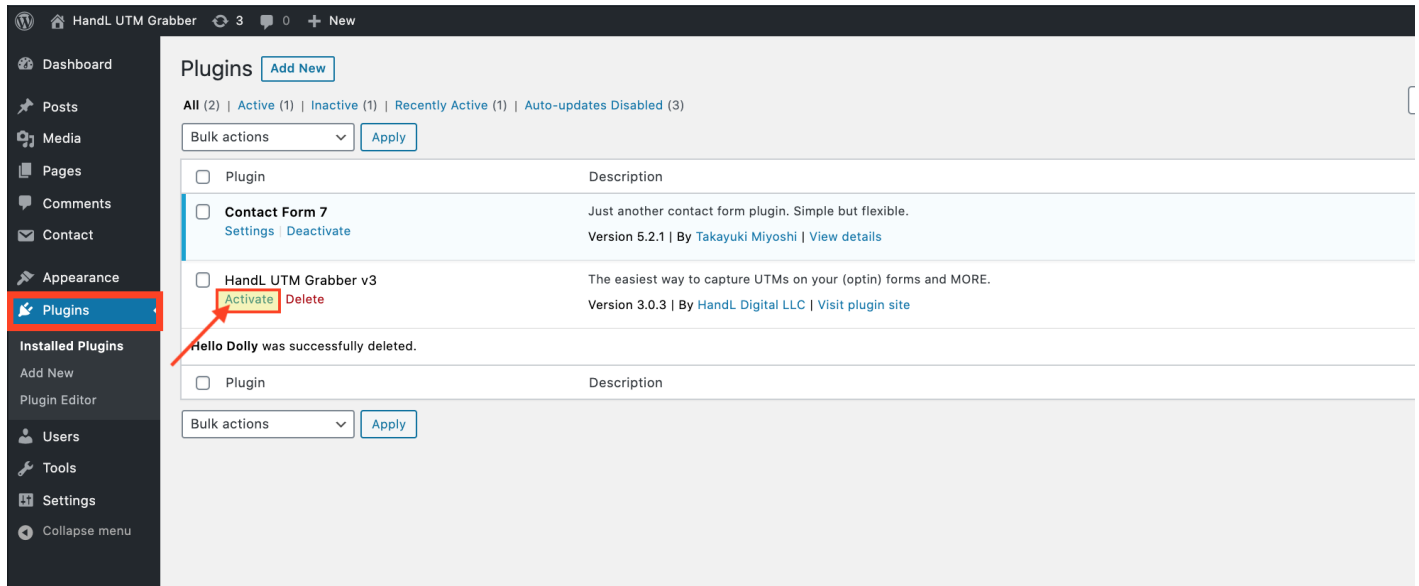 HandL UTM Grabber 3 0 + New
Dashboard
Posts
Media
Pages
Comments
Contact
Appearance
Plugins
Installed Plugins
Add New
Plugin Editor
Users
Tools
Settings
Collapse menu
Plugins Add New
All (2) | Active (1) | Inactive (1) | Recently Active (1) | Auto-updates Disabled (3)
Bulk actions Apply
Plugin Description
Contact Form 7 Just another contact form plugin. Simple but flexible.
Settings | Deactivate Version 5.2.1 | By Takayuki Miyoshi | View details
HandL UTM Grabber v3 The easiest way to capture UTMs on your (optin) forms and MORE.
Activate Delete Version 3.0.3 | By HandL Digital LLC | Visit plugin site
Hello Dolly was successfully deleted.
Plugin Description
Bulk actions Apply